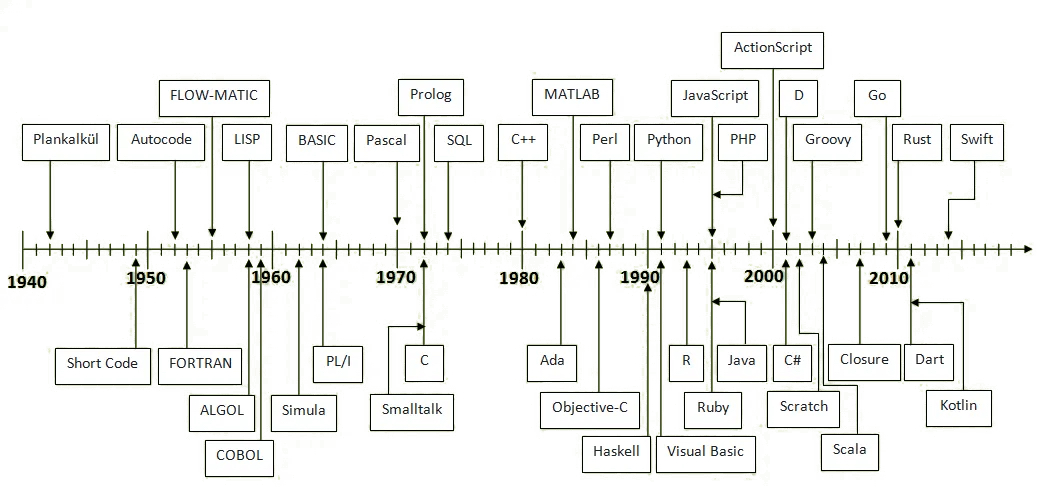 ActionScript
FLOW-MATIC
Prolog
MATLAB
JavaScript
D
Go
Plankalkül
Autocode
LISP
BASIC
Pascal
SQL
C++
Perl
Python
PHP
Groovy
Rust
Swift
1940
1950
1960
1970
1980
1990
2000
2010
Short Code
FORTRAN
PL/I
C
Ada
R
Java
C#
Closure
Dart
ALGOL
Simula
Smalltalk
Objective-C
Ruby
Scratch
Kotlin
COBOL
Haskell
Visual Basic
Scala